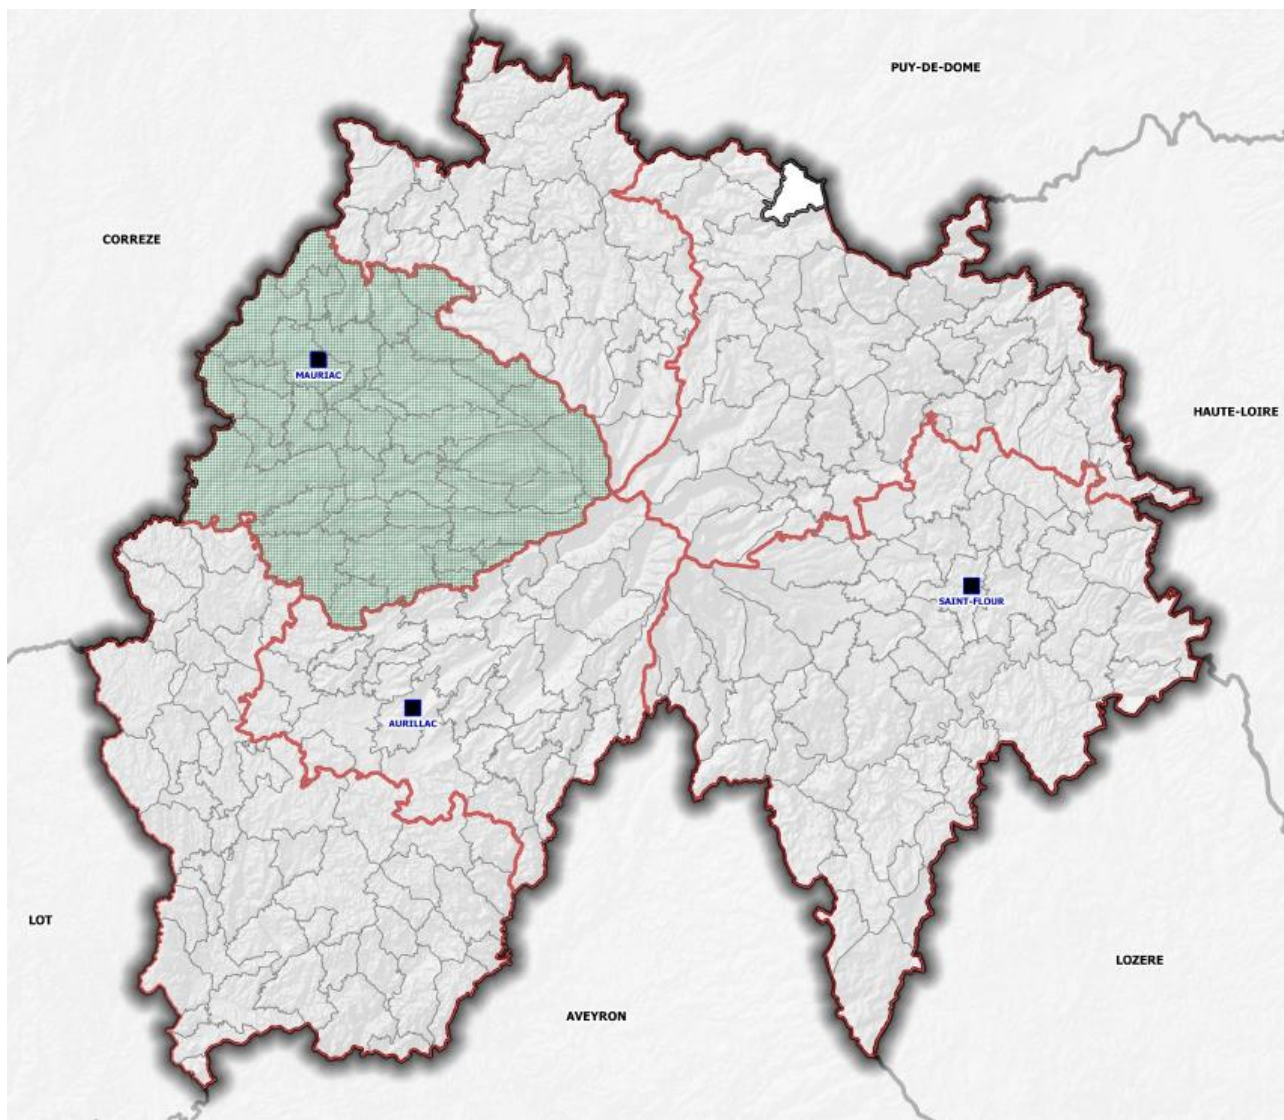 PUY-DE-DOME
CORREZE
MAURIAC
HAUTE-LOIRE
SAINT-FLOUR
AURILLAC
LOT
LOZERE
AVEYRON